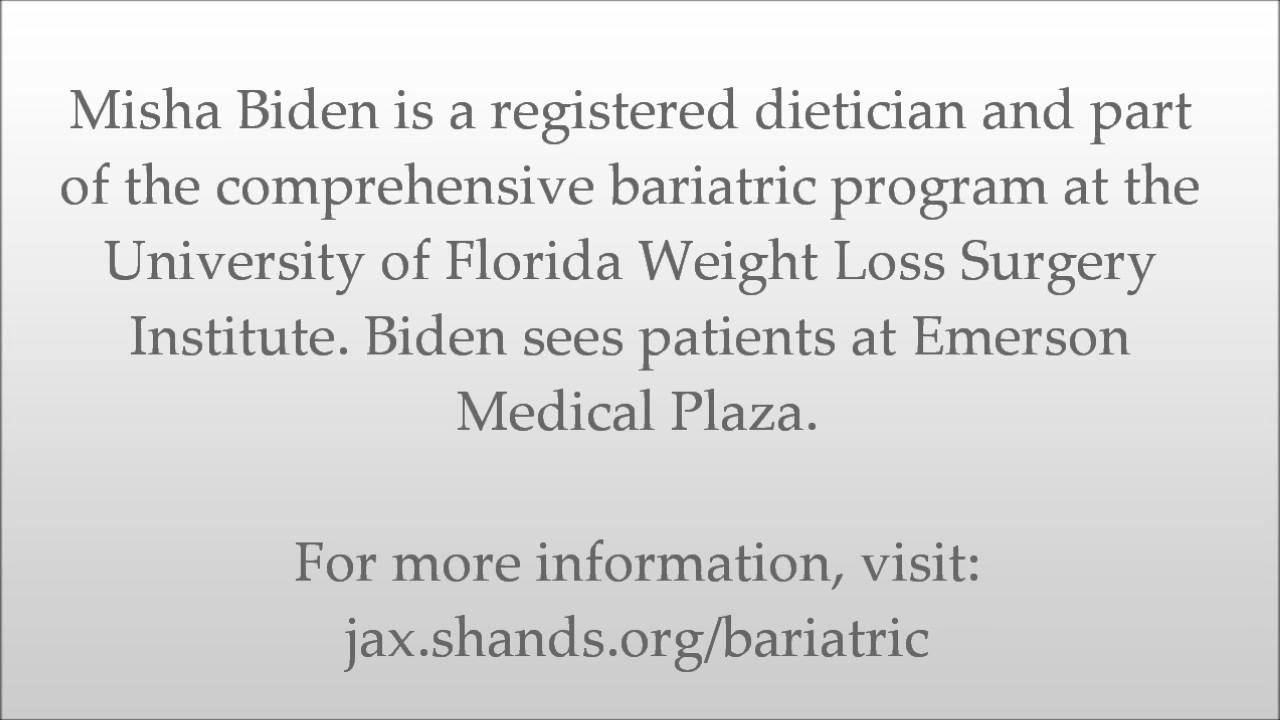 Misha Biden is a registered dietician and part
of the comprehensive bariatric program at the
University of Florida Weight Loss Surgery
Institute. Biden sees patients at Emerson
Medical Plaza.
For more information, visit:
jax.shands.org/bariatric